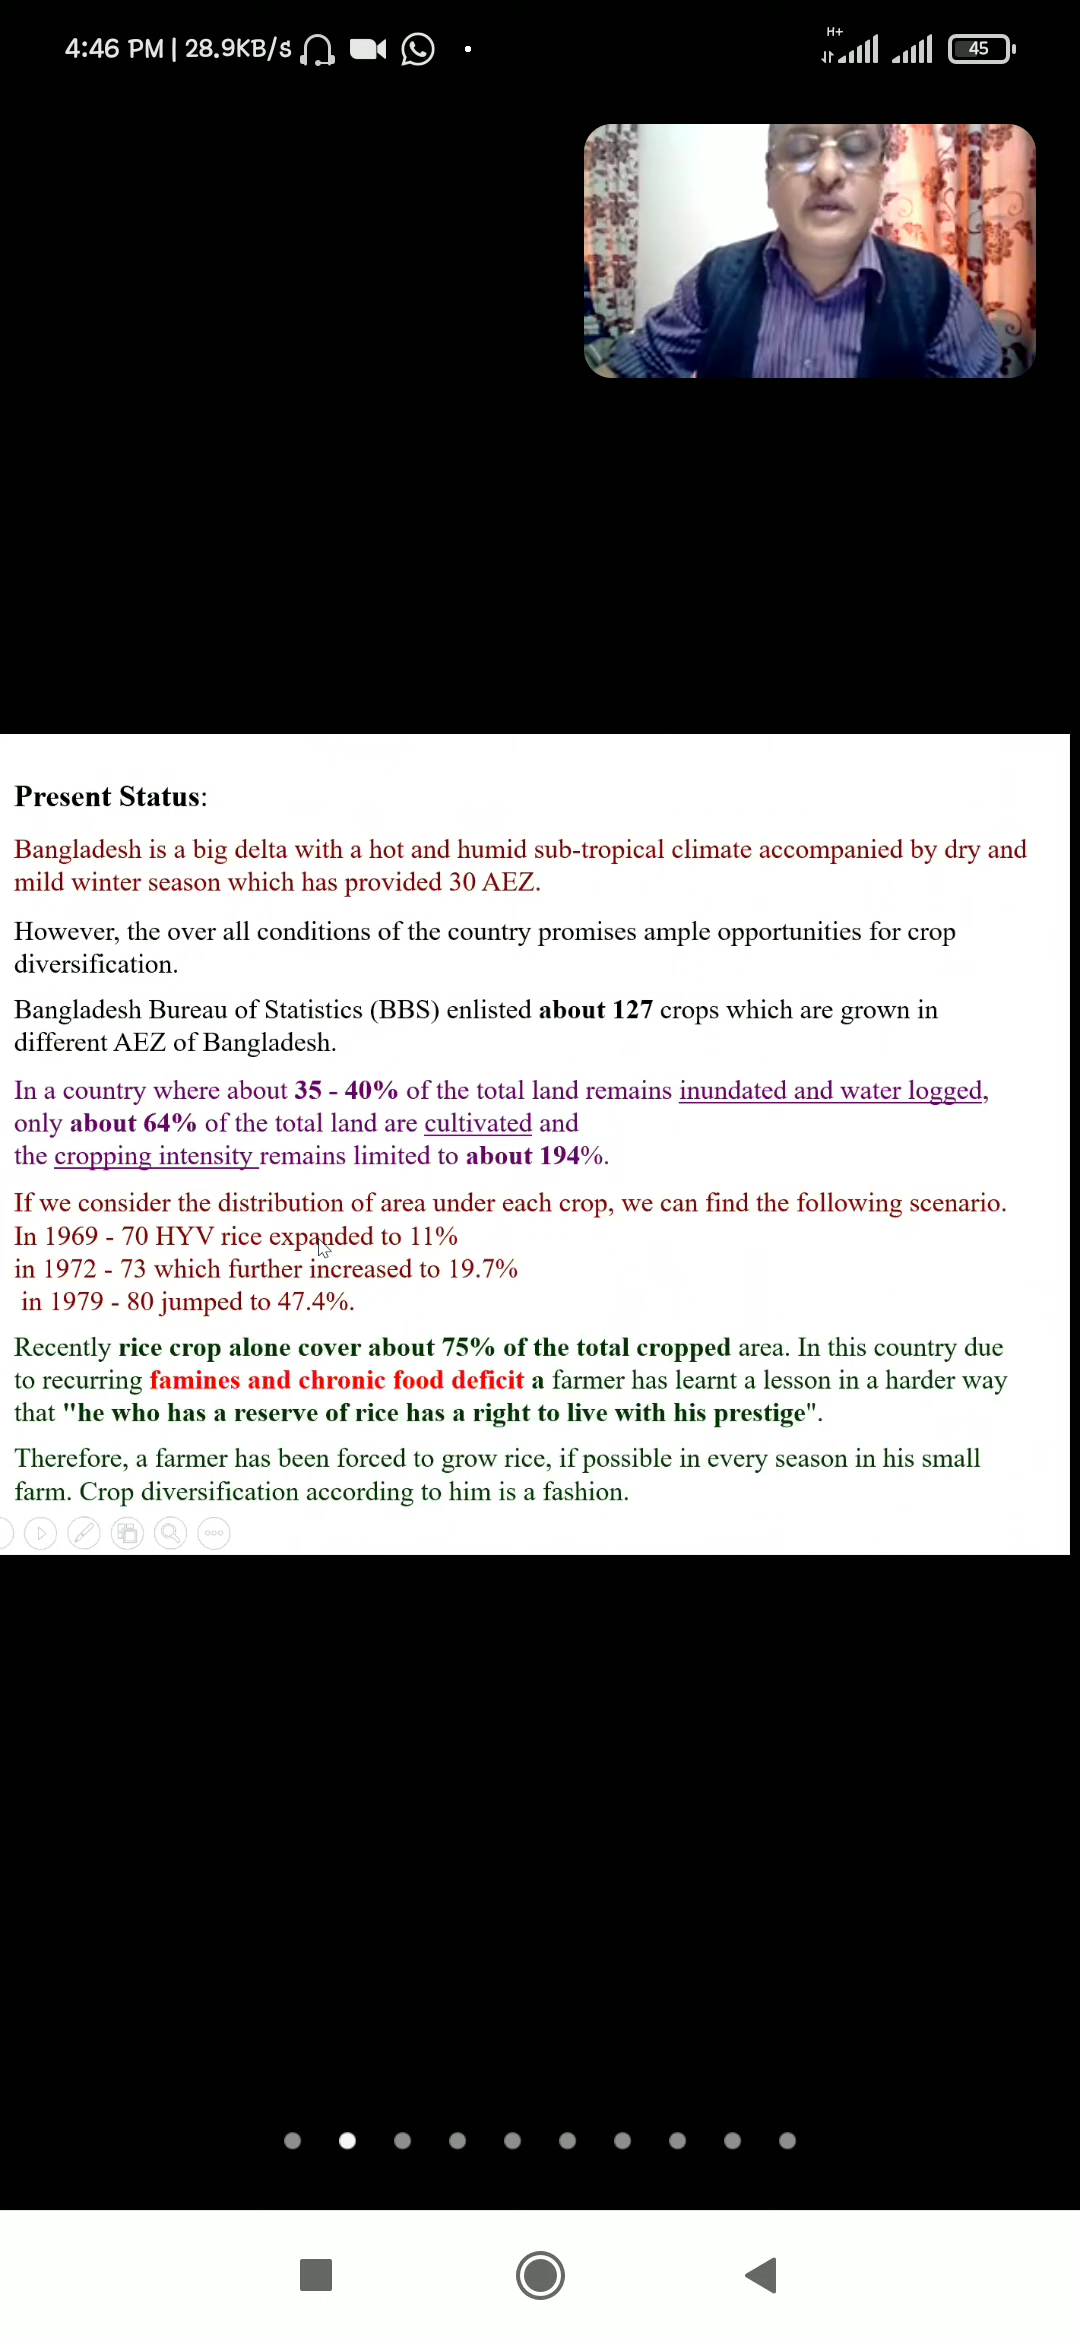 4:46 PM | 28.9KB/s
H+
45
Present Status:
Bangladesh is a big delta with a hot and humid sub-tropical climate accompanied by dry and
mild winter season which has provided 30 AEZ.
However, the over all conditions of the country promises ample opportunities for crop
diversification.
Bangladesh Bureau of Statistics (BBS) enlisted about 127 crops which are grown in
different AEZ of Bangladesh.
In a country where about 35 - 40% of the total land remains inundated and water logged,
only about 64% of the total land are cultivated and
the cropping intensity remains limited to about 194%.
If we consider the distribution of area under each crop, we can find the following scenario.
In 1969 - 70 HYV rice expanded to 11%
in 1972 - 73 which further increased to 19.7%
in 1979 - 80 jumped to 47.4%.
Recently rice crop alone cover about 75% of the total cropped area. In this country due
to recurring famines and chronic food deficit a farmer has learnt a lesson in a harder way
that "he who has a reserve of rice has a right to live with his prestige".
Therefore, a farmer has been forced to grow rice, if possible in every season in his small
farm. Crop diversification according to him is a fashion.